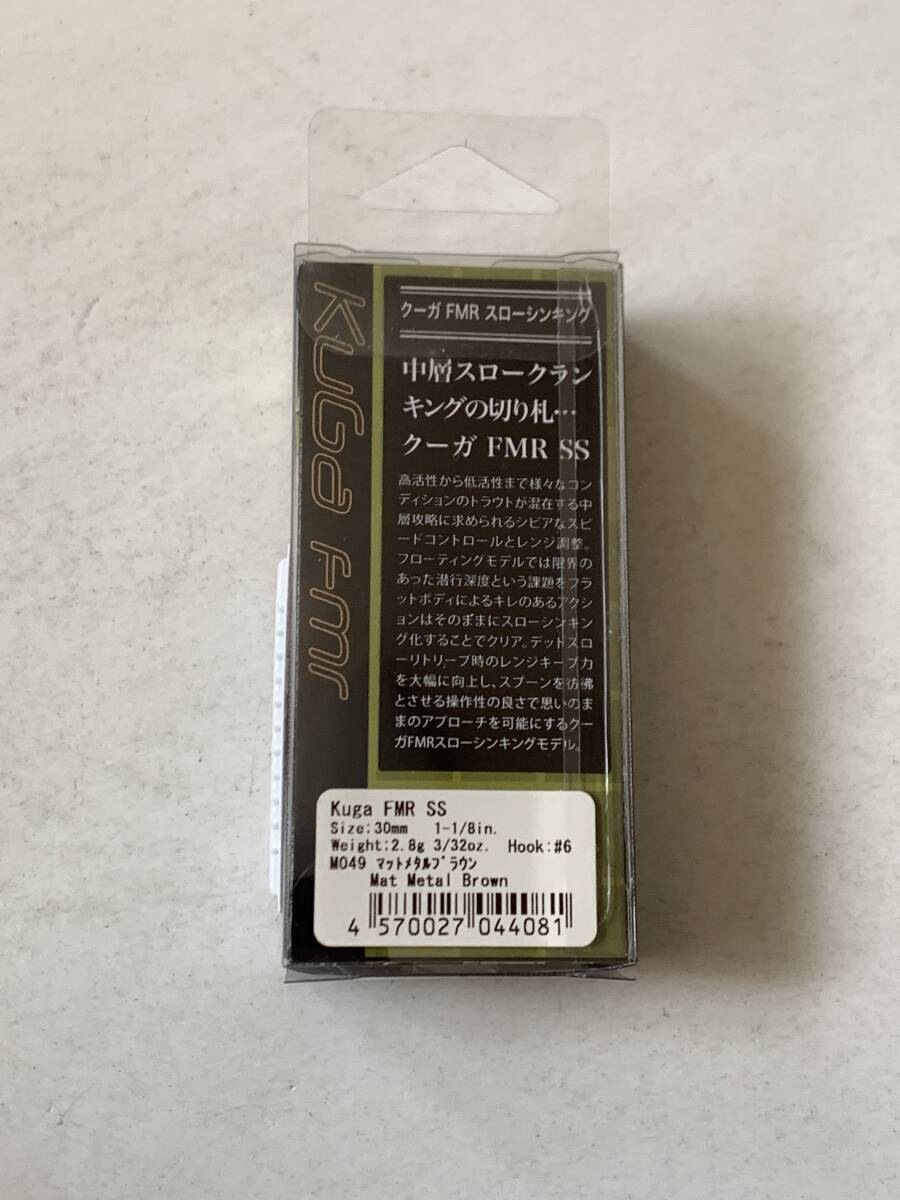 Kuga FMR
クーガ FMR スローシンキング
中層スロークラン
キングの切り札…
クーガ FMR SS
高活性から低活性まで様々なコン
ディションのトラウトが混在する中
層攻略に求められるシビアなスピ
ードコントロールとレンジ調整。
フローティングモデルでは限界の
あった潜行深度という課題をフラ
ットボディによるキレのあるアクシ
ョンはそのままにスローシンキン
グ化することでクリア。デットスロ
ーリトリーブ時のレンジキープ力
を大幅に向上し、スプーンを彷彿
とさせる操作性の良さで思いのま
まのアプローチを可能にするクー
ガFMRスローシンキングモデル。
Kuga FMR SS
Size:30mm 1-1/8in.
Weight:2.8g 3/32oz. Hook:#6
M049 マットメタルブラウン
Mat Metal Brown
4 570027 044081